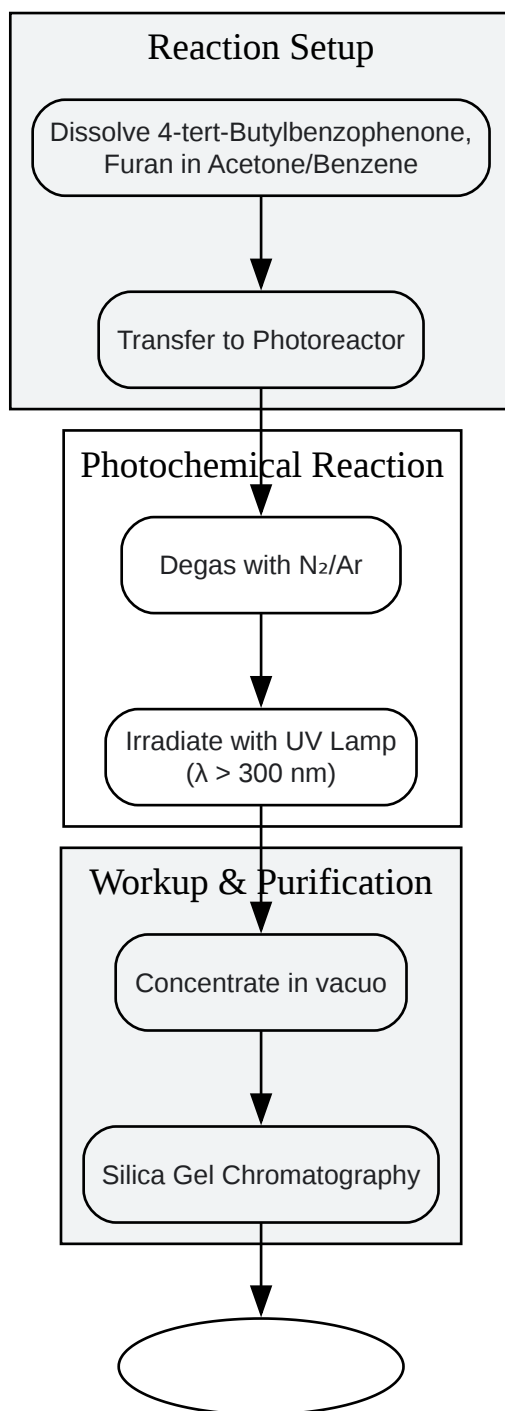 Reaction Setup
Dissolve 4-tert-Butylbenzophenone,
Furan in Acetone/Benzene
Transfer to Photoreactor
Photochemical Reaction
Degas with N₂/Ar
Irradiate with UV Lamp
(λ > 300 nm)
Workup & Purification
Concentrate in vacuo
Silica Gel Chromatography